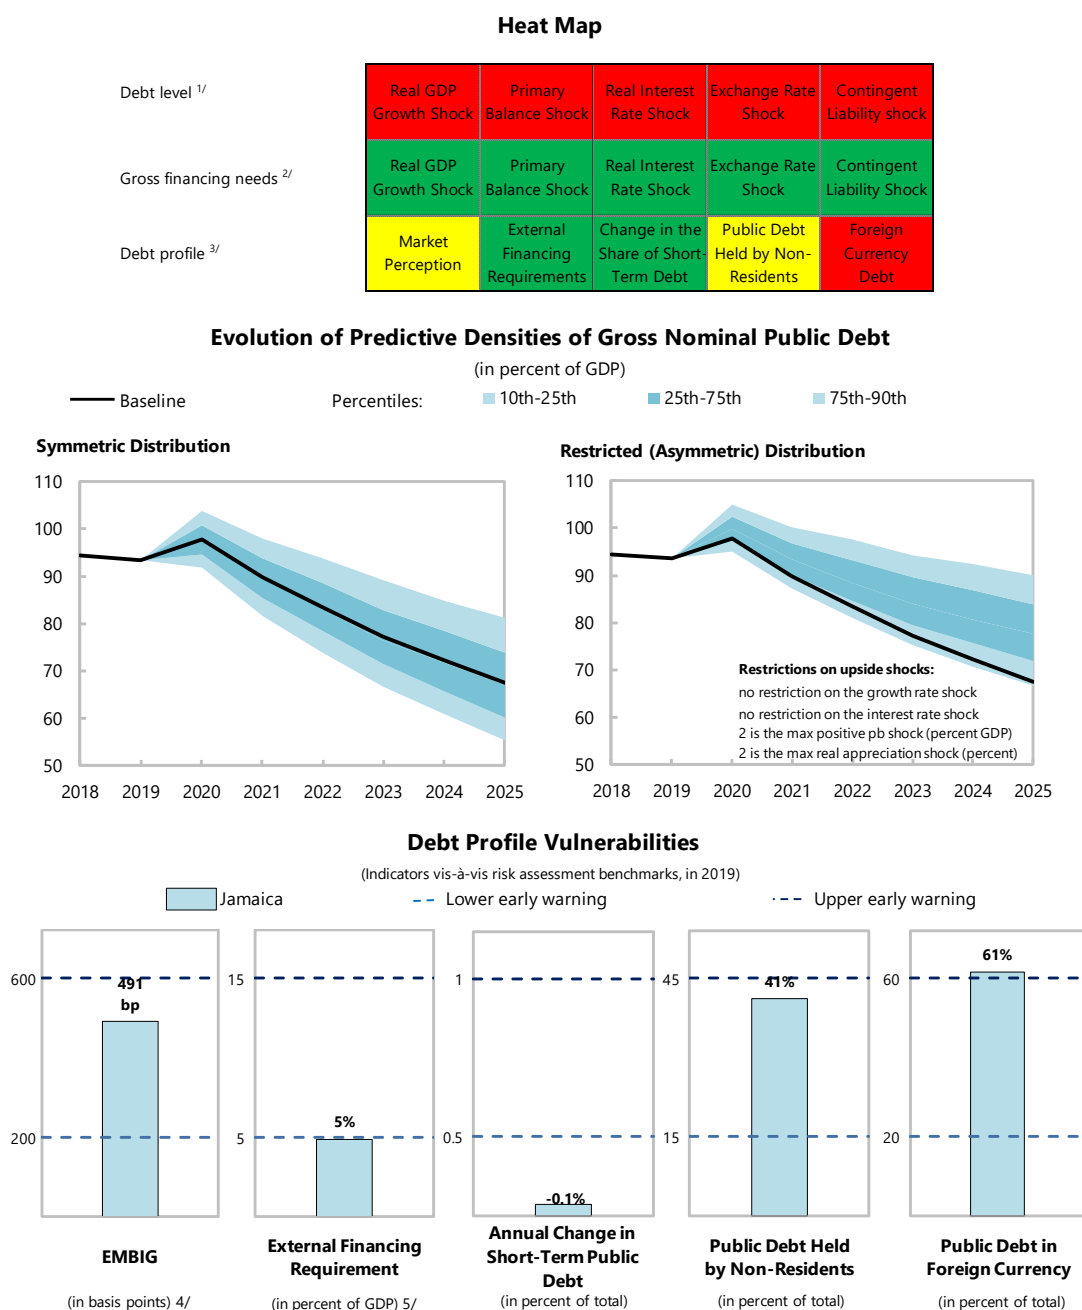 Heat Map
Debt level 1/
Real GDP Growth Shock
Primary Balance Shock
Real Interest Rate Shock
Exchange Rate Shock
Contingent Liability shock
Gross financing needs 2/
Real GDP Growth Shock
Primary Balance Shock
Real Interest Rate Shock
Exchange Rate Shock
Contingent Liability Shock
Debt profile 3/
Market Perception
External Financing Requirements
Change in the Share of Short-Term Debt
Public Debt Held by Non-Residents
Foreign Currency Debt
Evolution of Predictive Densities of Gross Nominal Public Debt
(in percent of GDP)
Baseline Percentiles: 10th-25th 25th-75th 75th-90th
Symmetric Distribution
110
100
90
80
70
60
50
2018 2019 2020 2021 2022 2023 2024 2025
Restricted (Asymmetric) Distribution
110
100
90
80
70
60
50
Restrictions on upside shocks:
no restriction on the growth rate shock
no restriction on the interest rate shock
2 is the max positive pb shock (percent GDP)
2 is the max real appreciation shock (percent)
2018 2019 2020 2021 2022 2023 2024 2025
Debt Profile Vulnerabilities
(Indicators vis-à-vis risk assessment benchmarks, in 2019)
Jamaica Lower early warning Upper early warning
600
200
491
bp
EMBIG
(in basis points) 4/
15
5
5%
External Financing
Requirement
(in percent of GDP) 5/
1
0.5
-0.1%
Annual Change in
Short-Term Public
Debt
(in percent of total)
45
15
41%
Public Debt Held
by Non-Residents
(in percent of total)
60
20
61%
Public Debt in
Foreign Currency
(in percent of total)